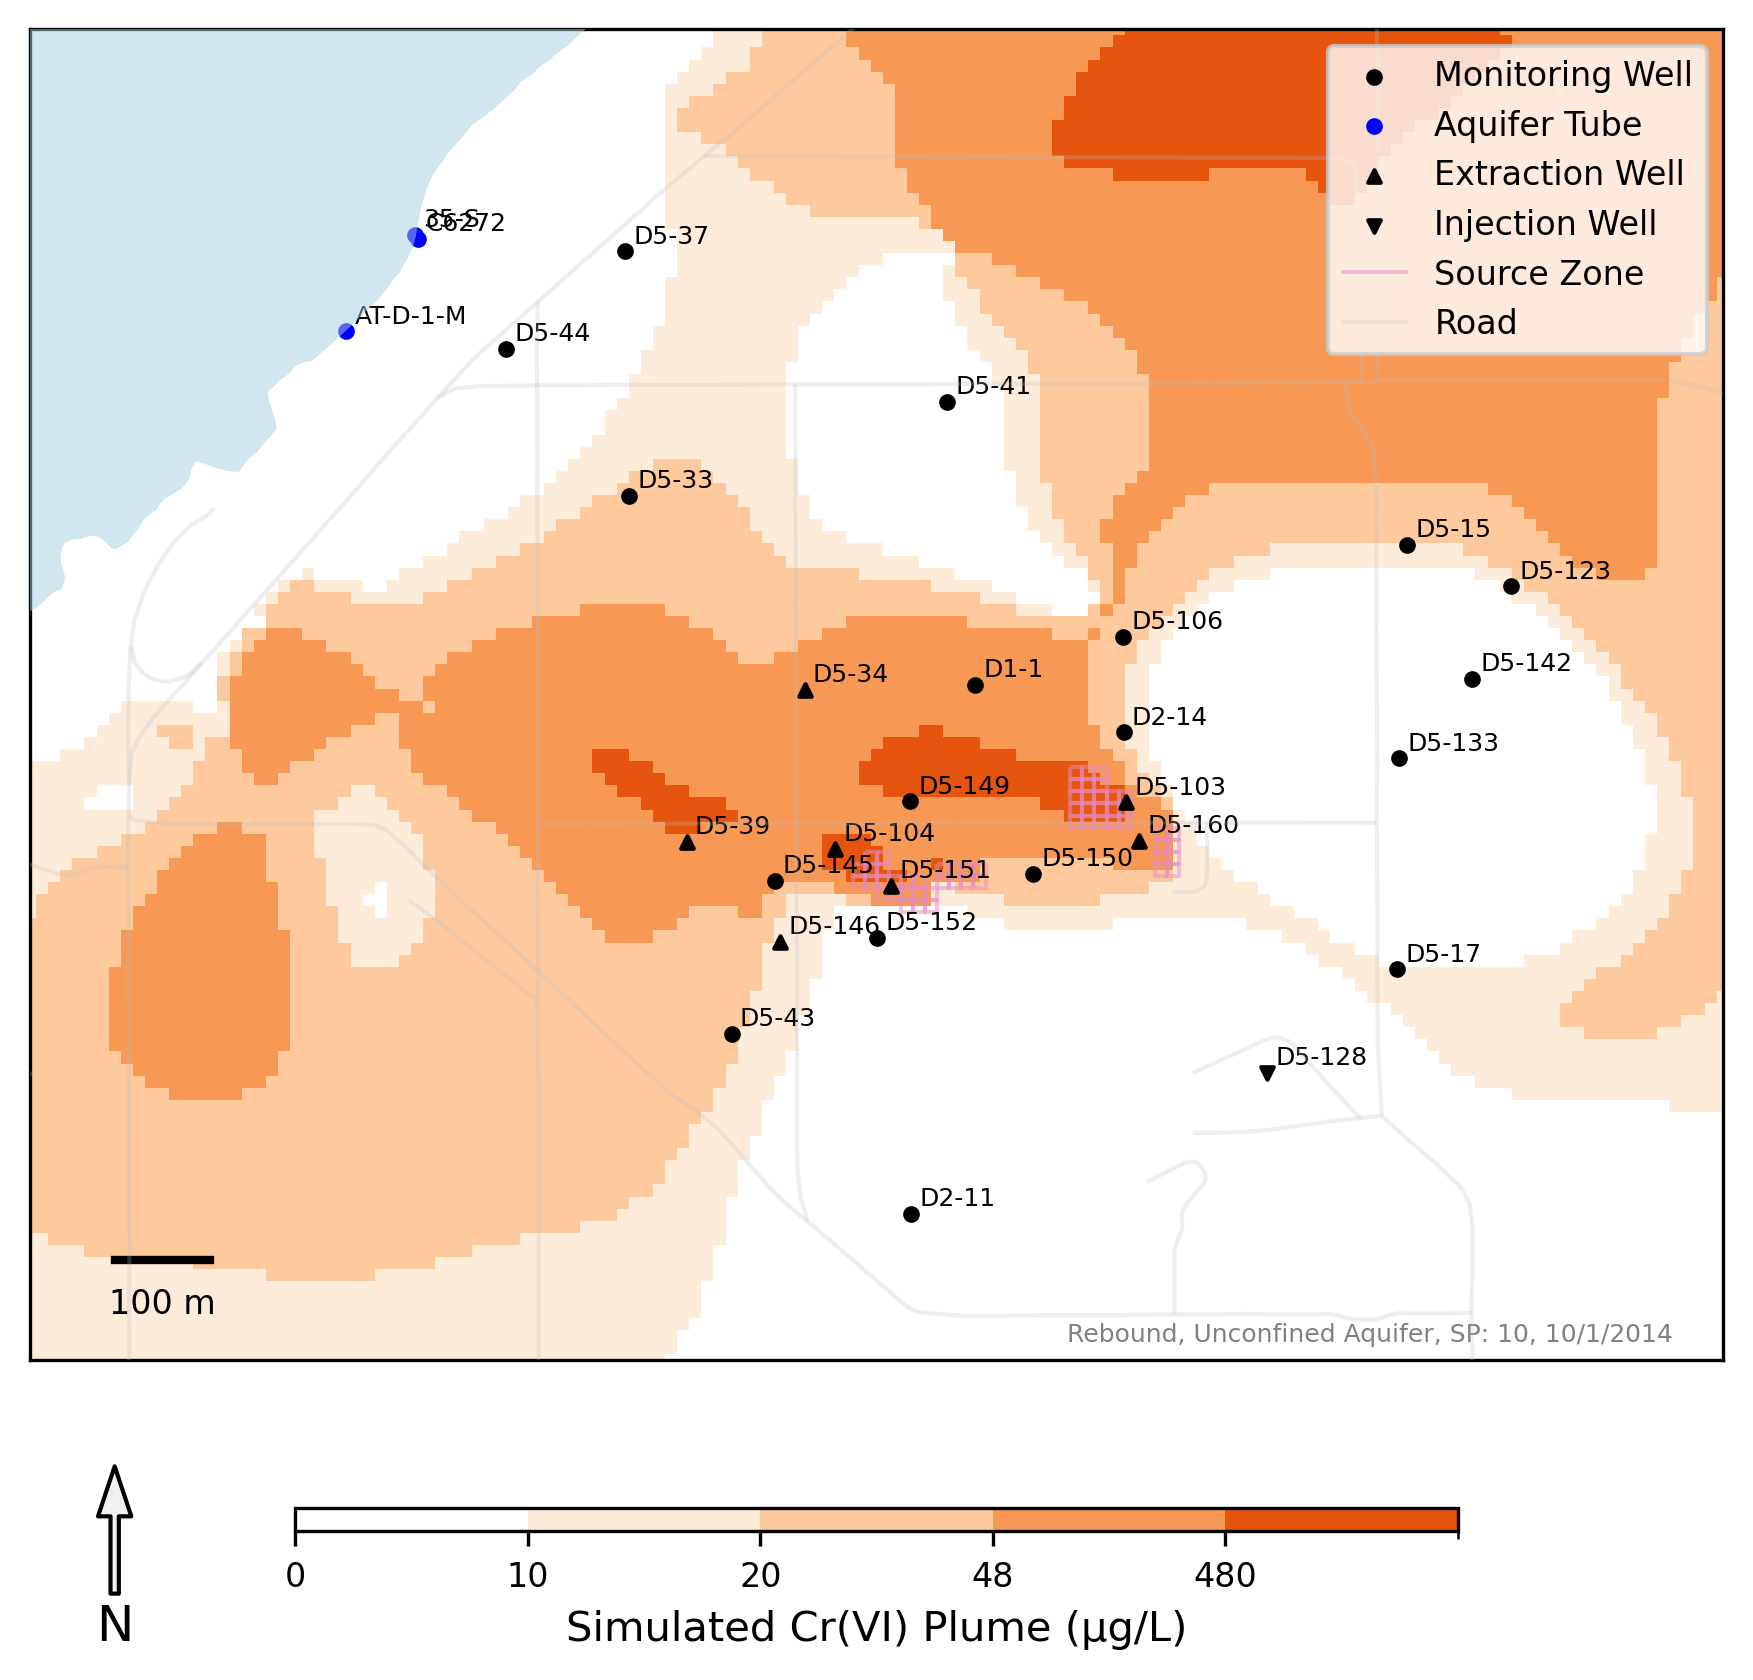 Monitoring Well
Aquifer Tube
Extraction Well
Injection Well
Source Zone
Road
35-S
C6272
D5-37
AT-D-1-M
D5-44
D5-41
D5-33
D5-15
D5-123
D5-106
D5-34
D1-1
D5-142
D2-14
D5-133
D5-149
D5-103
D5-39
D5-104
D5-160
D5-145
D5-151
D5-150
D5-146
D5-152
D5-17
D5-43
D5-128
D2-11
100 m
Rebound, Unconfined Aquifer, SP: 10, 10/1/2014
N
0 10 20 48 480
Simulated Cr(VI) Plume (μg/L)